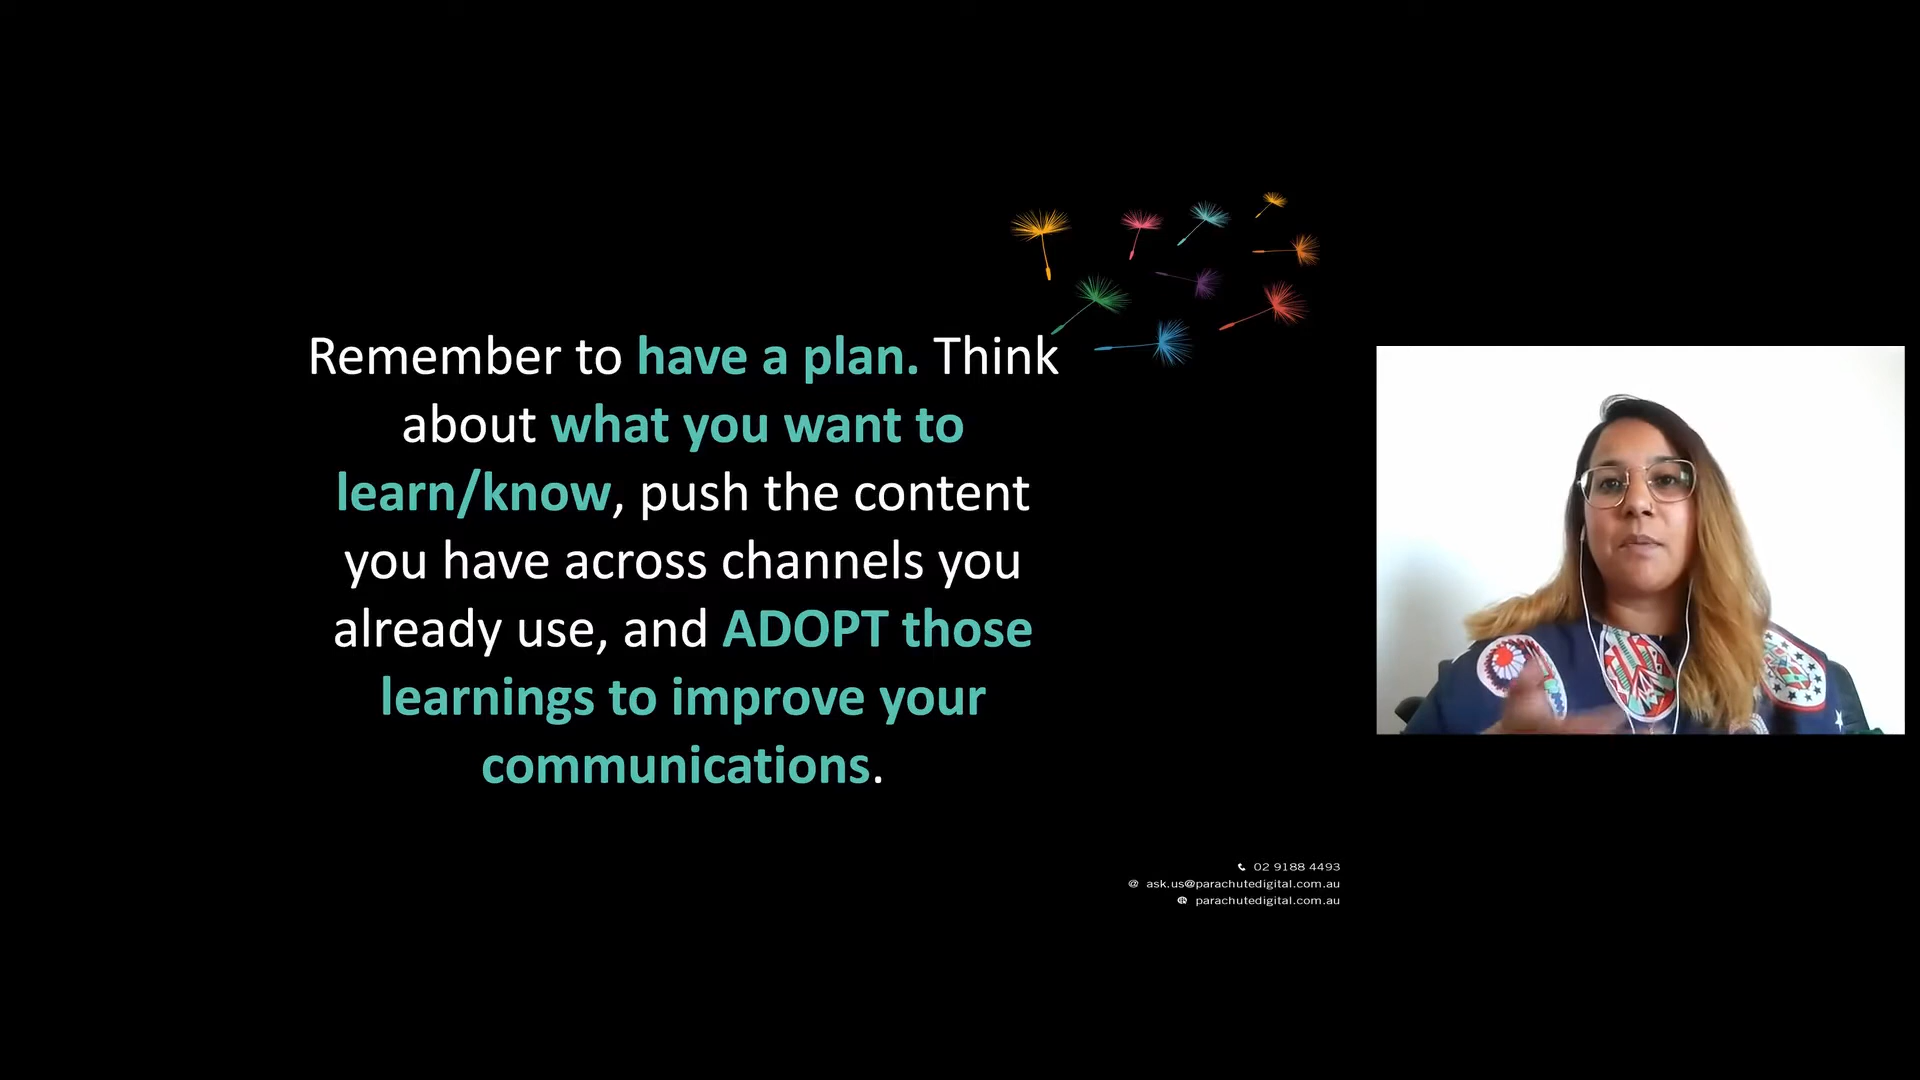 Remember to have a plan. Think
about what you want to
learn/know, push the content
you have across channels you
already use, and ADOPT those
learnings to improve your
communications.
02 9188 4493
ask.us@parachutedigital.com.au
parachutedigital.com.au